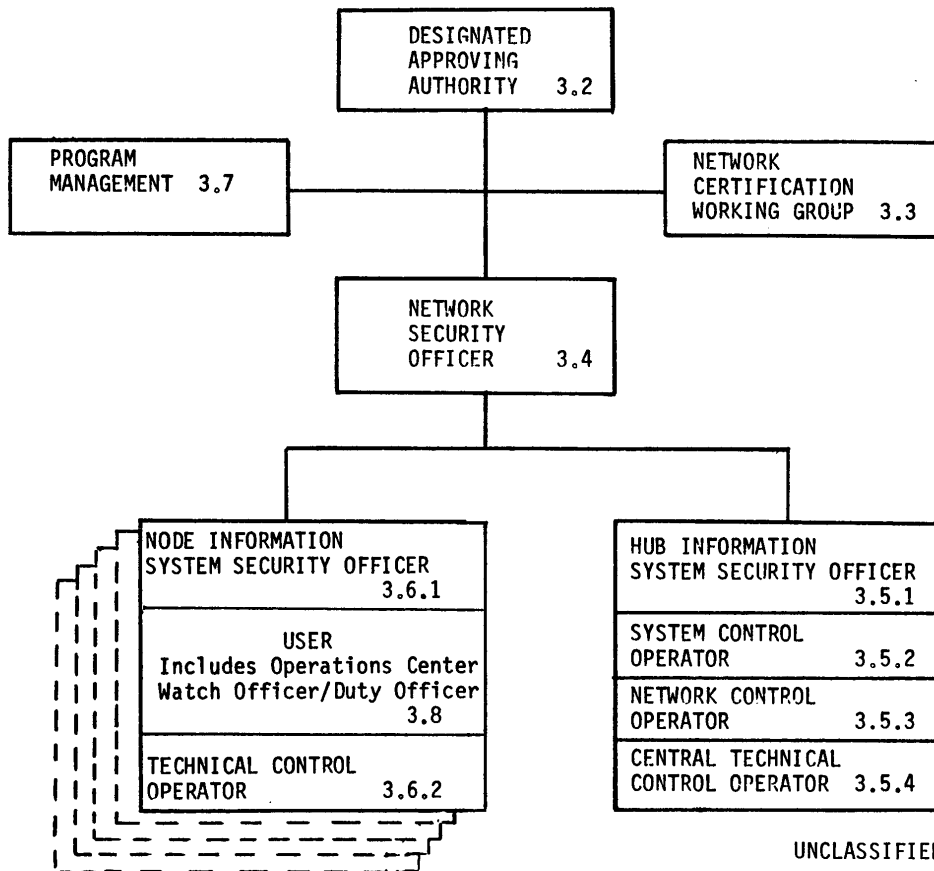 DESIGNATED
APPROVING
AUTHORITY 3.2
PROGRAM
MANAGEMENT 3.7
NETWORK
CERTIFICATION
WORKING GROUP 3.3
NETWORK
SECURITY
OFFICER 3.4
NODE INFORMATION
SYSTEM SECURITY OFFICER
3.6.1
USER
Includes Operations Center
Watch Officer/Duty Officer
3.8
TECHNICAL CONTROL
OPERATOR 3.6.2
HUB INFORMATION
SYSTEM SECURITY OFFICER
3.5.1
SYSTEM CONTROL
OPERATOR 3.5.2
NETWORK CONTROL
OPERATOR 3.5.3
CENTRAL TECHNICAL
CONTROL OPERATOR 3.5.4
UNCLASSIFIED